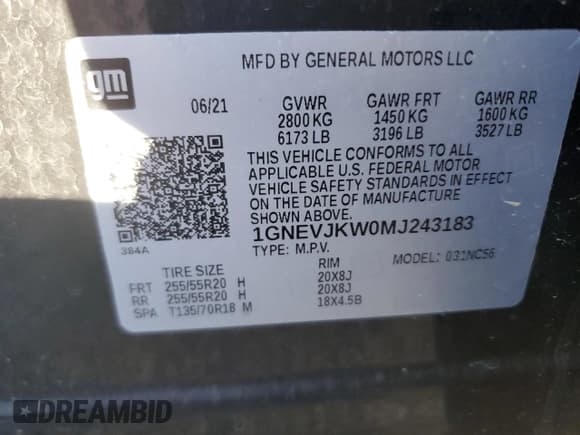 gm
MFD BY GENERAL MOTORS LLC
06/21 GVWR GAWR FRT GAWR RR
2800 KG 1450 KG 1600 KG
6173 LB 3196 LB 3527 LB
THIS VEHICLE CONFORMS TO ALL
APPLICABLE U.S. FEDERAL MOTOR
VEHICLE SAFETY STANDARDS IN EFFECT
ON THE DATE OF MANUFACTURE
SHOWN ABOVE.
1GNEVJKW0MJ243183
384A TYPE: M.P.V. MODEL:
TIRE SIZE RIM
FRT 255/55R20 H 20X8J
RR 255/55R20 H 20X8J
SPA T135/70R18 M 18X4.5B
DREAMBID